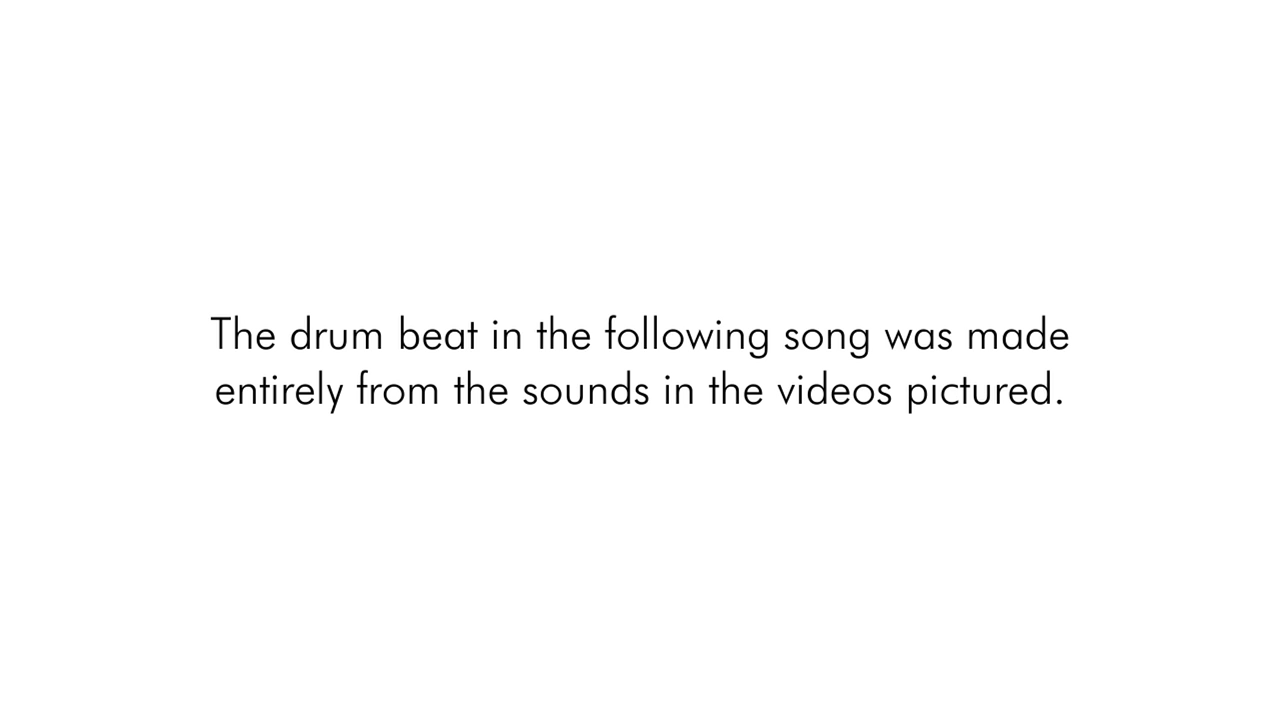 The drum beat in the following song was made
entirely from the sounds in the videos pictured.